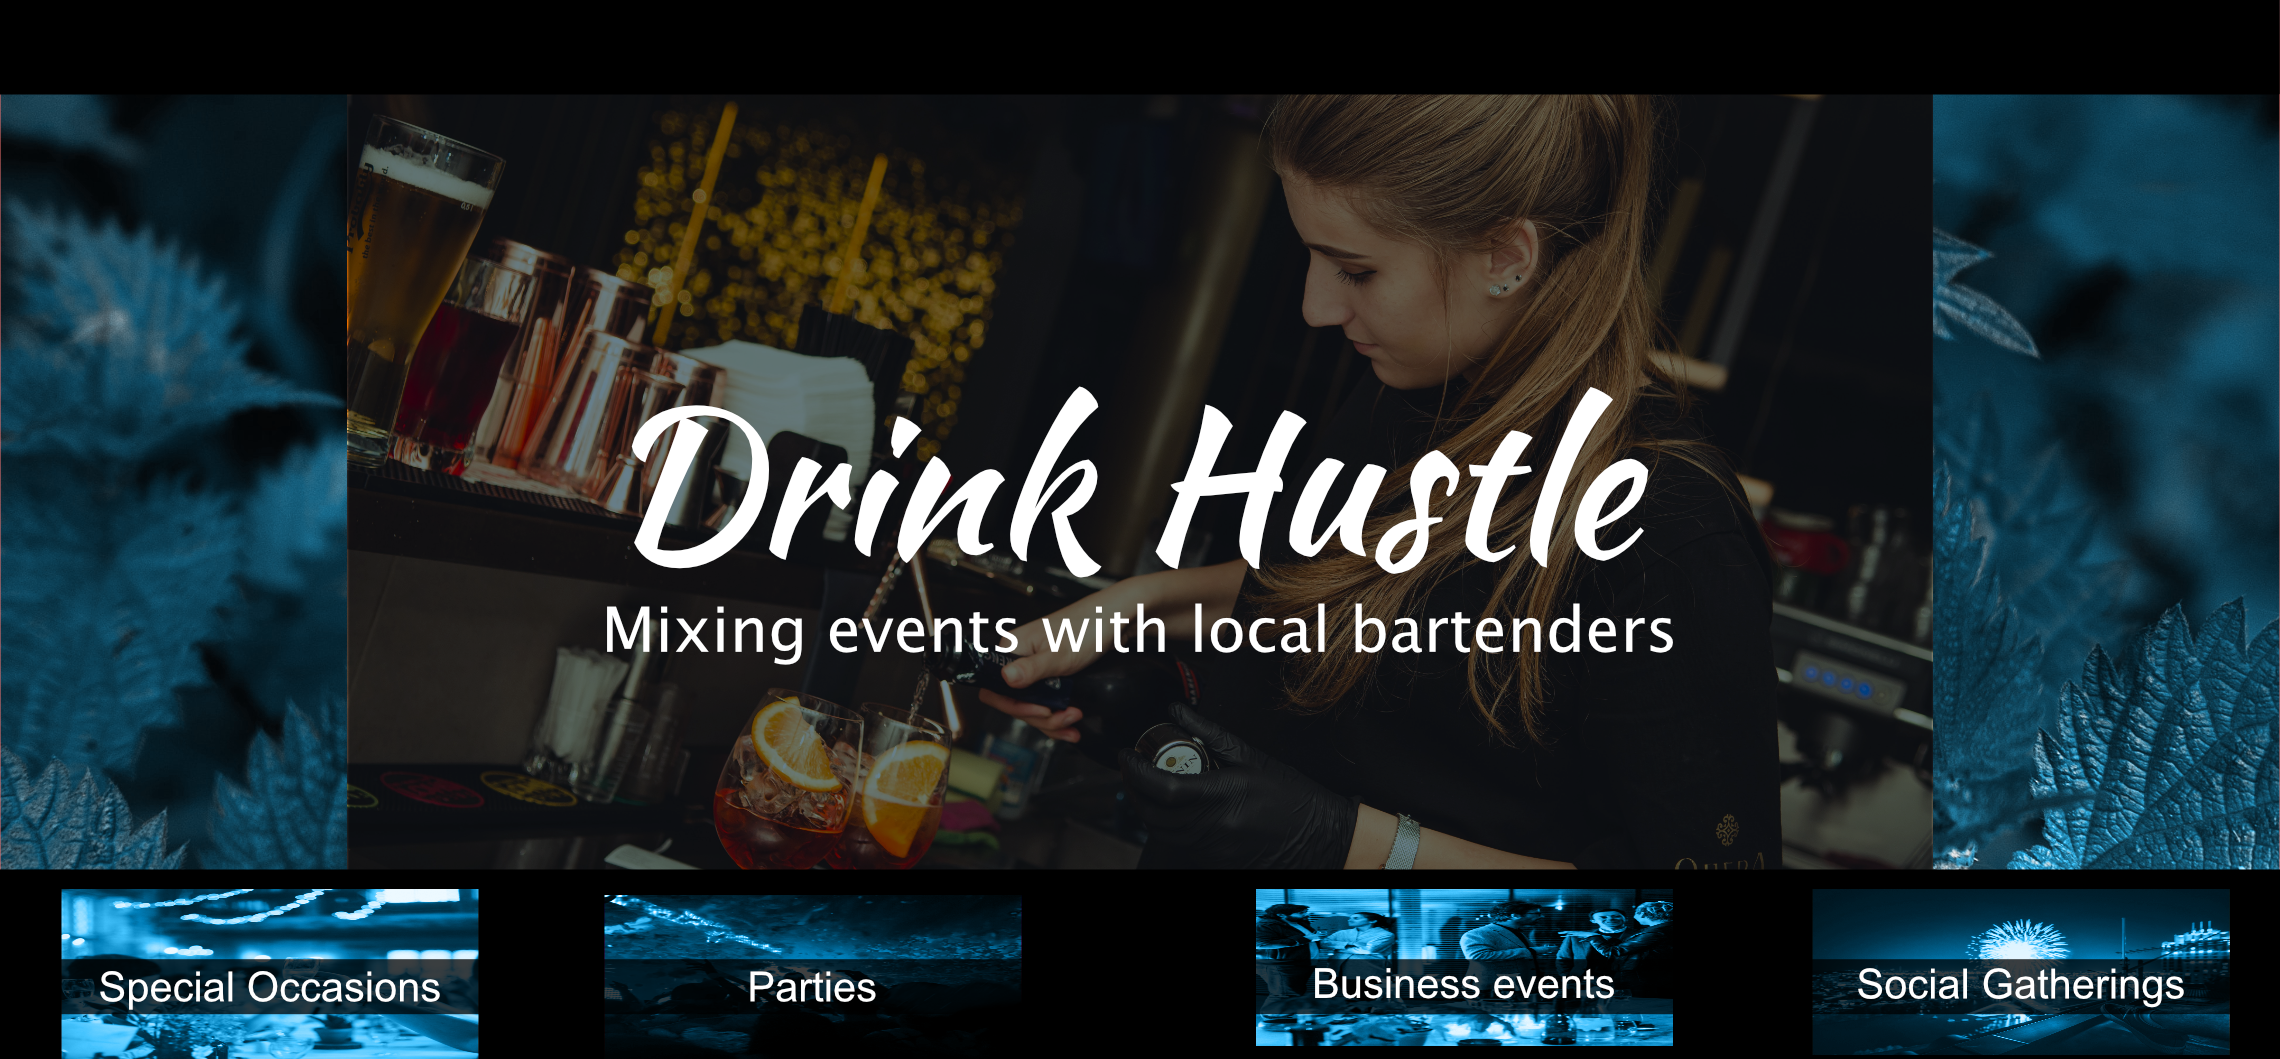 Drink Hustle
Mixing events with local bartenders
Special Occasions
Parties
Business events
Social Gatherings